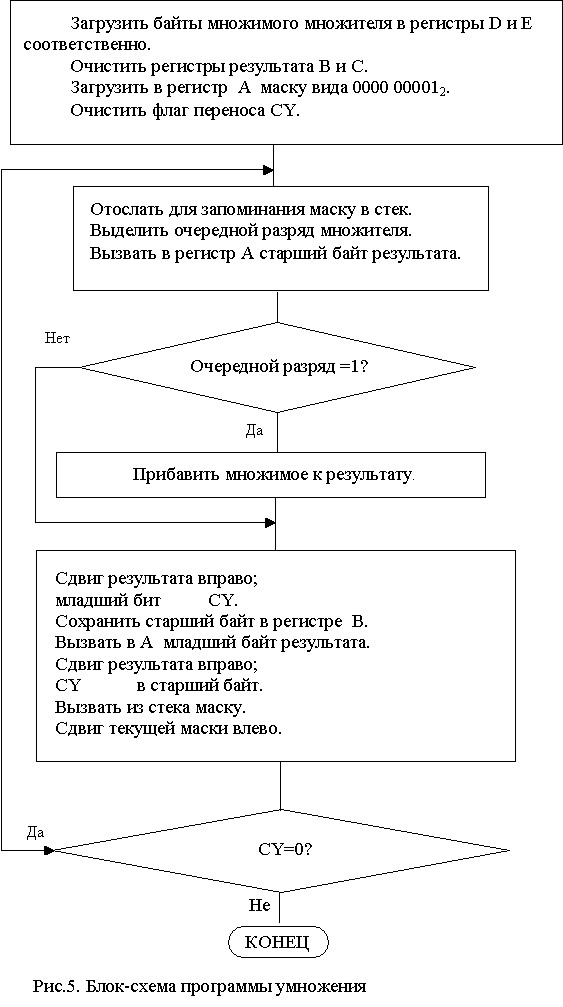 Загрузить байты множимого множителя в регистры D и E
соответственно.
Очистить регистры результата B и C.
Загрузить в регистр A маску вида 0000 00001₂.
Очистить флаг переноса CY.
Отослать для запоминания маску в стек.
Выделить очередной разряд множителя.
Вызвать в регистр A старший байт результата.
Нет
Очередной разряд =1?
Да
Прибавить множимое к результату.
Сдвиг результата вправо;
младший бит CY.
Сохранить старший байт в регистре B.
Вызвать в A младший байт результата.
Сдвиг результата вправо;
CY в старший байт.
Вызвать из стека маску.
Сдвиг текущей маски влево.
Да
CY=0?
Не
КОНЕЦ
Рис.5. Блок-схема программы умножения